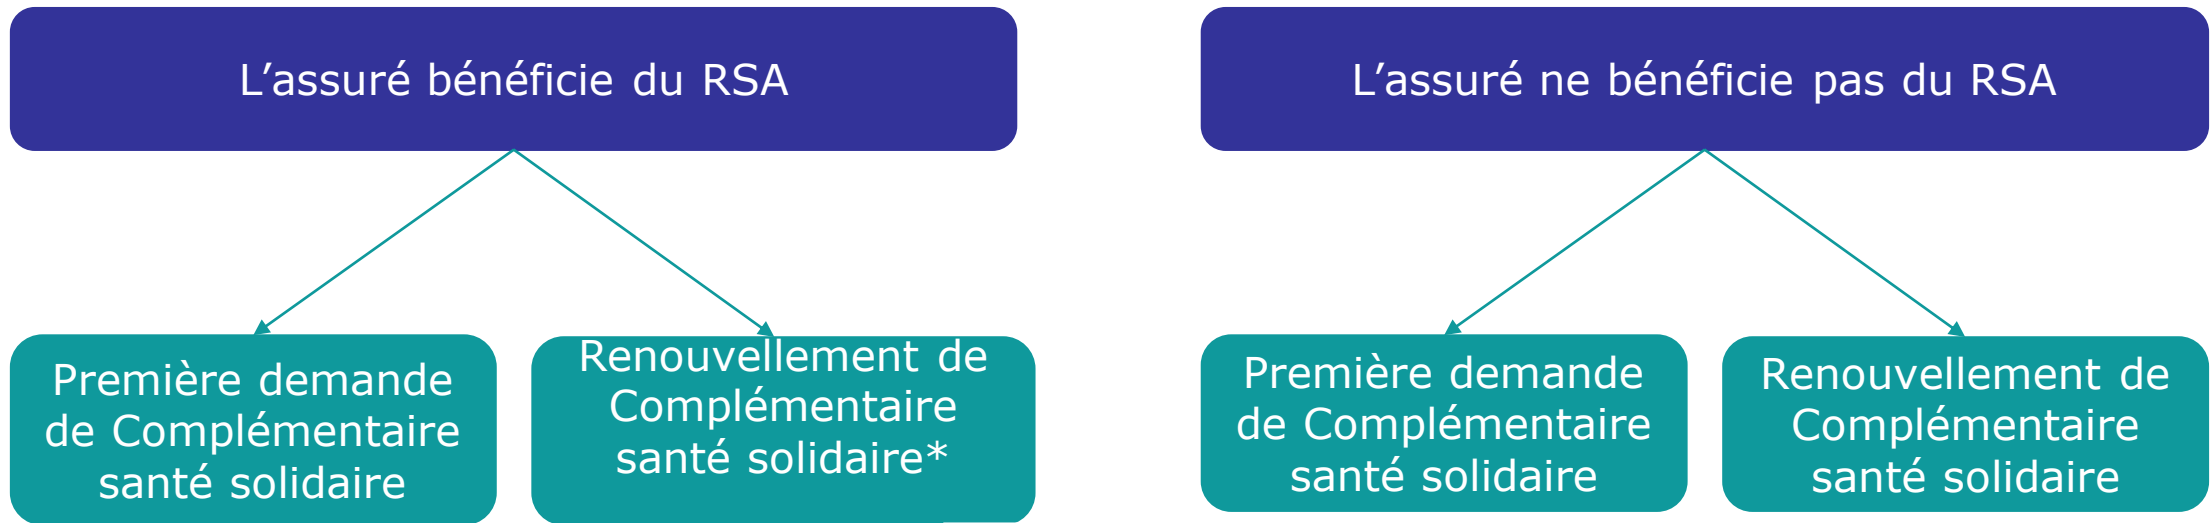 L’assuré bénéficie du RSA
L’assuré ne bénéficie pas du RSA
Première demande
de Complémentaire
santé solidaire
Renouvellement de
Complémentaire
santé solidaire*
Première demande
de Complémentaire
santé solidaire
Renouvellement de
Complémentaire
santé solidaire